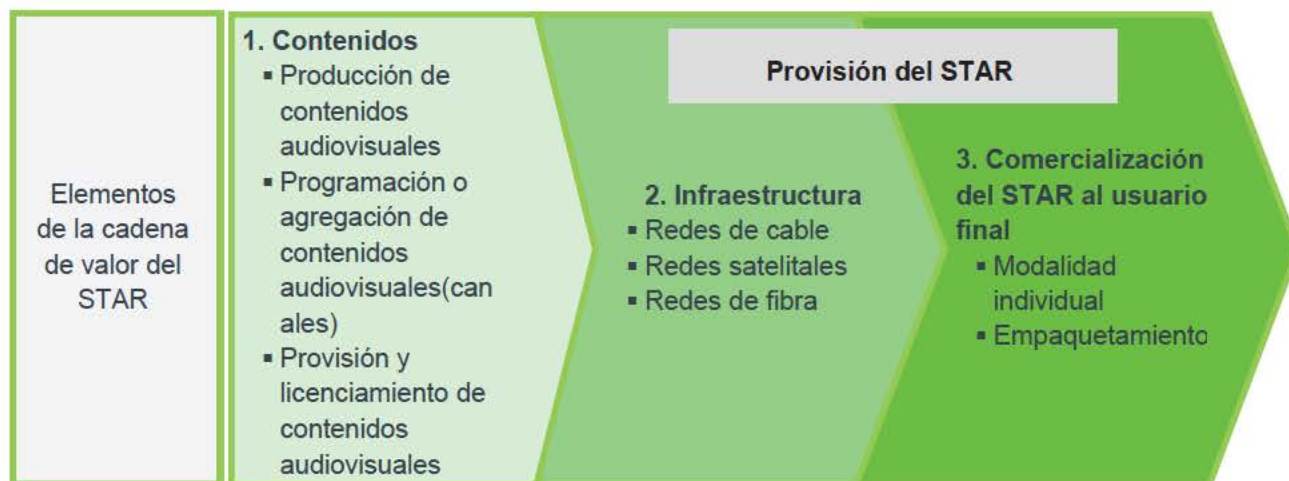 Elementos
de la cadena
de valor del
STAR
1. Contenidos
▪ Producción de
contenidos
audiovisuales
▪ Programación o
agregación de
contenidos
audiovisuales(can
ales)
▪ Provisión y
licenciamiento de
contenidos
audiovisuales
Provisión del STAR
2. Infraestructura
▪ Redes de cable
▪ Redes satelitales
▪ Redes de fibra
3. Comercialización
del STAR al usuario
final
▪ Modalidad
individual
▪ Empaquetamiento